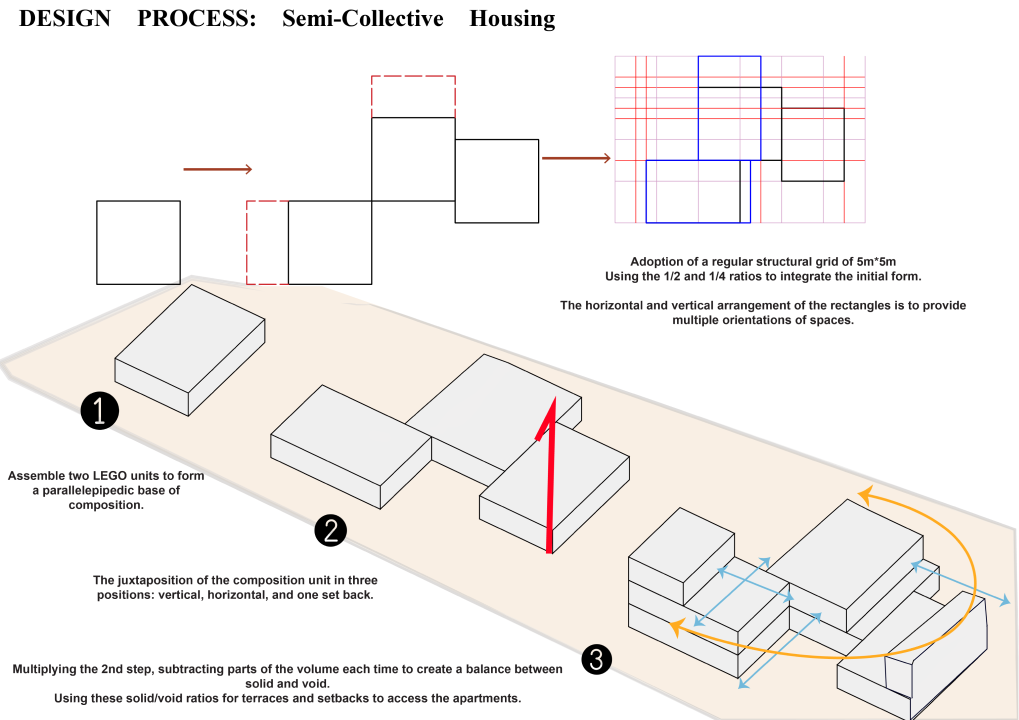 DESIGN PROCESS: Semi-Collective Housing
Adoption of a regular structural grid of 5m*5m
Using the 1/2 and 1/4 ratios to integrate the initial form.
The horizontal and vertical arrangement of the rectangles is to provide
multiple orientations of spaces.
1
Assemble two LEGO units to form
a parallelepipedic base of
composition.
2
The juxtaposition of the composition unit in three
positions: vertical, horizontal, and one set back.
3
Multiplying the 2nd step, subtracting parts of the volume each time to create a balance between
solid and void.
Using these solid/void ratios for terraces and setbacks to access the apartments.